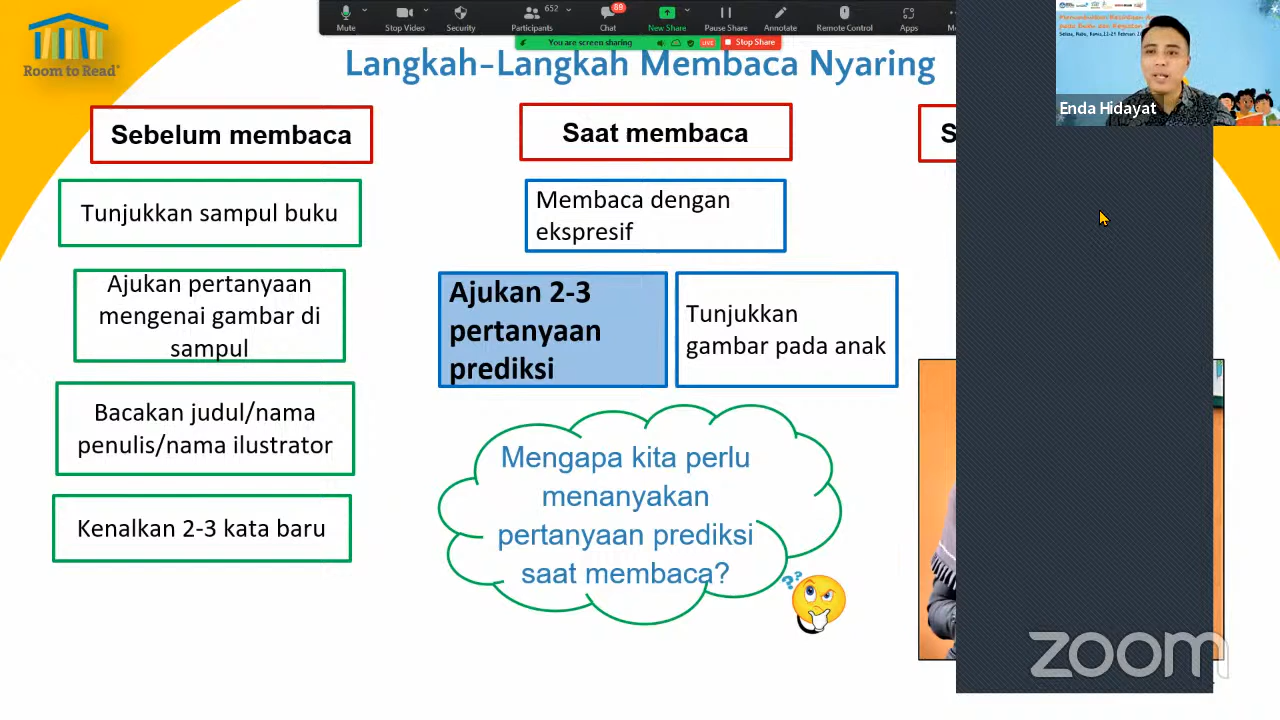 Room to Read®
Mute
Stop Video
Security
652
Participants
89
Chat
New Share
Pause Share
Annotate
Remote Control
Apps
You are screen sharing
LIVE
Stop Share
Enda Hidayat
Langkah-Langkah Membaca Nyaring
Sebelum membaca
Tunjukkan sampul buku
Ajukan pertanyaan
mengenai gambar di
sampul
Bacakan judul/nama
penulis/nama ilustrator
Kenalkan 2-3 kata baru
Saat membaca
Membaca dengan
ekspresif
Ajukan 2-3
pertanyaan
prediksi
Tunjukkan
gambar pada anak
Mengapa kita perlu
menanyakan
pertanyaan prediksi
saat membaca?
??
S
zoom